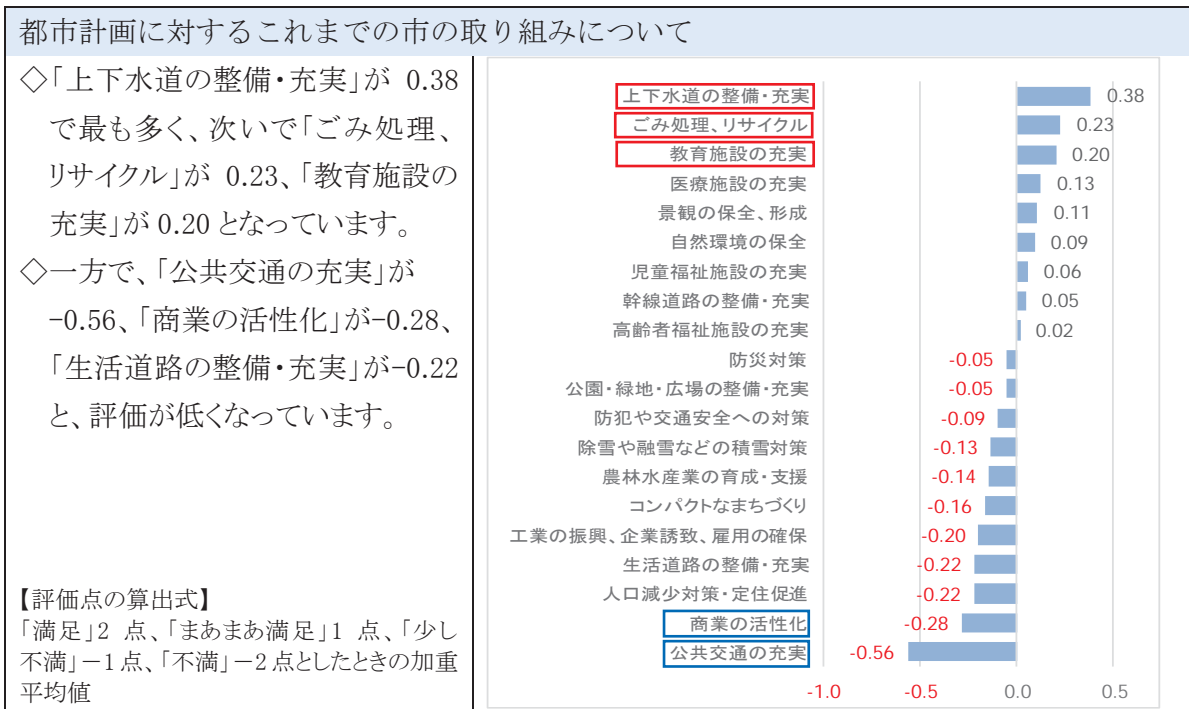 都市計画に対するこれまでの市の取り組みについて
◇「上下水道の整備・充実」が 0.38
で最も多く、次いで「ごみ処理、
リサイクル」が 0.23、「教育施設の
充実」が 0.20 となっています。
◇一方で、「公共交通の充実」が
-0.56、「商業の活性化」が-0.28、
「生活道路の整備・充実」が-0.22
と、評価が低くなっています。
【評価点の算出式】
「満足」2 点、「まあまあ満足」1 点、「少し
不満」－1 点、「不満」－2 点としたときの加重
平均値
上下水道の整備・充実 0.38
ごみ処理、リサイクル 0.23
教育施設の充実 0.20
医療施設の充実 0.13
景観の保全、形成 0.11
自然環境の保全 0.09
児童福祉施設の充実 0.06
幹線道路の整備・充実 0.05
高齢者福祉施設の充実 0.02
防災対策 -0.05
公園・緑地・広場の整備・充実 -0.05
防犯や交通安全への対策 -0.09
除雪や融雪などの積雪対策 -0.13
農林水産業の育成・支援 -0.14
コンパクトなまちづくり -0.16
工業の振興、企業誘致、雇用の確保 -0.20
生活道路の整備・充実 -0.22
人口減少対策・定住促進 -0.22
商業の活性化 -0.28
公共交通の充実 -0.56
-1.0 -0.5 0.0 0.5